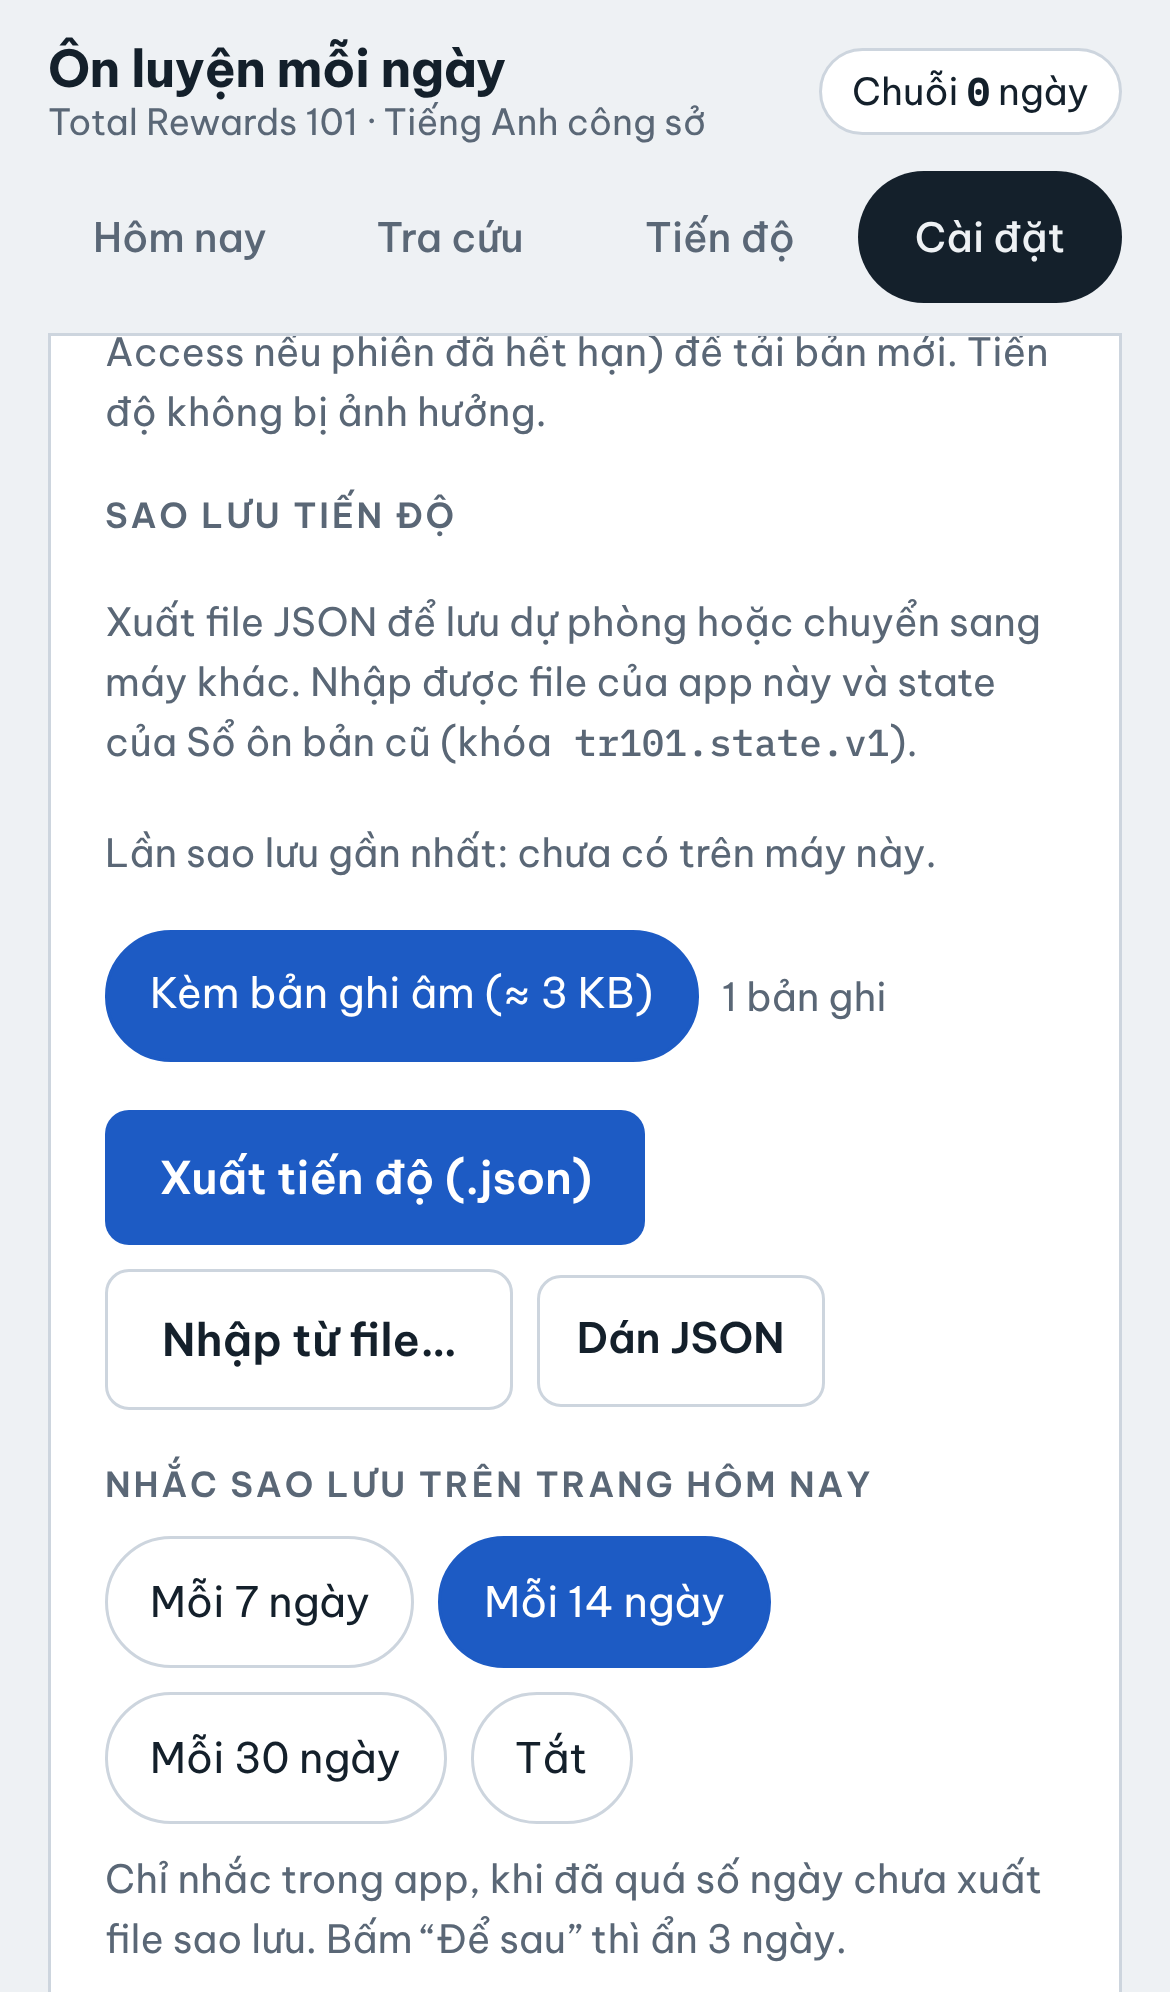 Ôn luyện mỗi ngày
Total Rewards 101 · Tiếng Anh công sở
Chuỗi 0 ngày
Hôm nay
Tra cứu
Tiến độ
Cài đặt
Access nếu phiên đã hết hạn) để tải bản mới. Tiến
độ không bị ảnh hưởng.
SAO LƯU TIẾN ĐỘ
Xuất file JSON để lưu dự phòng hoặc chuyển sang
máy khác. Nhập được file của app này và state
của Sổ ôn bản cũ (khóa tr101.state.v1).
Lần sao lưu gần nhất: chưa có trên máy này.
Kèm bản ghi âm (≈ 3 KB)
1 bản ghi
Xuất tiến độ (.json)
Nhập từ file…
Dán JSON
NHẮC SAO LƯU TRÊN TRANG HÔM NAY
Mỗi 7 ngày
Mỗi 14 ngày
Mỗi 30 ngày
Tắt
Chỉ nhắc trong app, khi đã quá số ngày chưa xuất
file sao lưu. Bấm “Để sau” thì ẩn 3 ngày.